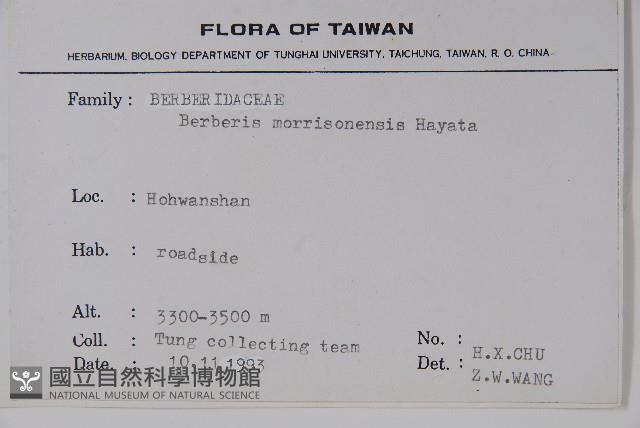 FLORA OF TAIWAN
HERBARIUM, BIOLOGY DEPARTMENT OF TUNGHAI UNIVERSITY, TAICHUNG, TAIWAN, R. O. CHINA
Family : BERBERIDACEAE
Berberis morrisonensis Hayata
Loc. : Hohwanshan
Hab. : roadside
Alt. : 3300-3500 m
Coll. : Tung collecting team
No. : H.X.CHU
Date. : 10.11.1993
Det. : Z.W.WANG
國立自然科學博物館
NATIONAL MUSEUM OF NATURAL SCIENCE